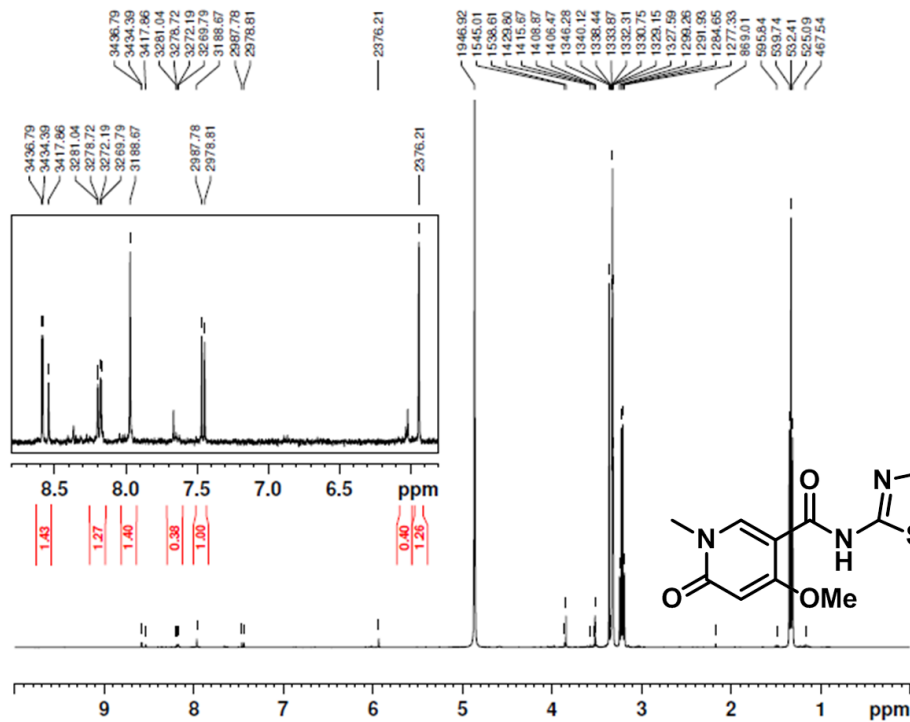 3436.79 3434.39 3417.86 3281.04 3278.72 3272.19 3269.79 3188.67 2987.78 2978.81 2376.21 1946.92 1545.01 1538.61 1429.80 1415.67 1408.87 1406.47 1346.28 1340.12 1338.44 1333.87 1332.31 1330.75 1329.15 1327.59 1299.26 1291.93 1284.65 1277.33 869.01 595.84 539.74 532.41 525.09 467.54
3436.79 3434.39 3417.86 3281.04 3278.72 3272.19 3269.79 3188.67 2987.78 2978.81 2376.21
8.5 8.0 7.5 7.0 6.5 ppm
1.43 1.27 1.40 0.38 1.00 0.40 1.26
O N
N N S
H
O OMe
9 8 7 6 5 4 3 2 1 ppm